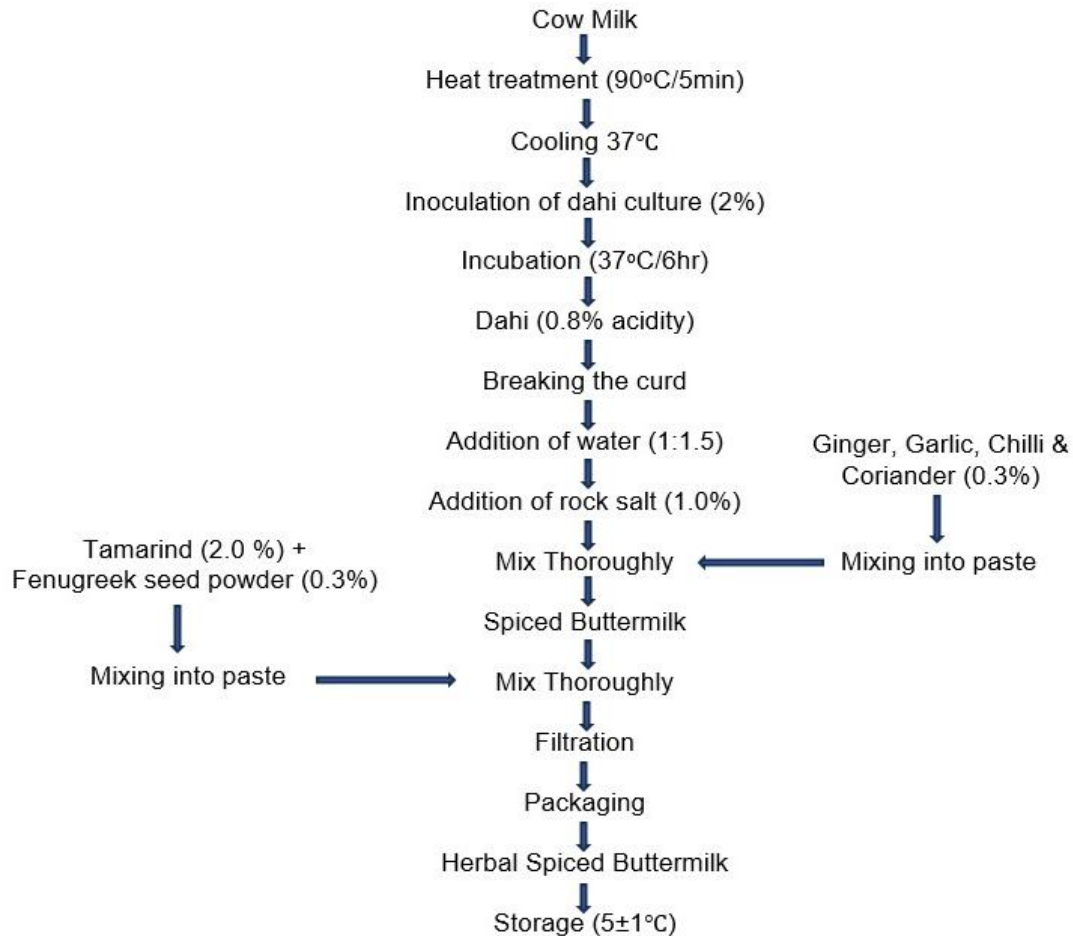 Cow Milk
Heat treatment (90ºC/5min)
Cooling 37℃
Inoculation of dahi culture (2%)
Incubation (37ºC/6hr)
Dahi (0.8% acidity)
Breaking the curd
Addition of water (1:1.5)
Ginger, Garlic, Chilli &
Coriander (0.3%)
Addition of rock salt (1.0%)
Tamarind (2.0 %) +
Fenugreek seed powder (0.3%)
Mix Thoroughly
Mixing into paste
Spiced Buttermilk
Mixing into paste
Mix Thoroughly
Filtration
Packaging
Herbal Spiced Buttermilk
Storage (5±1℃)